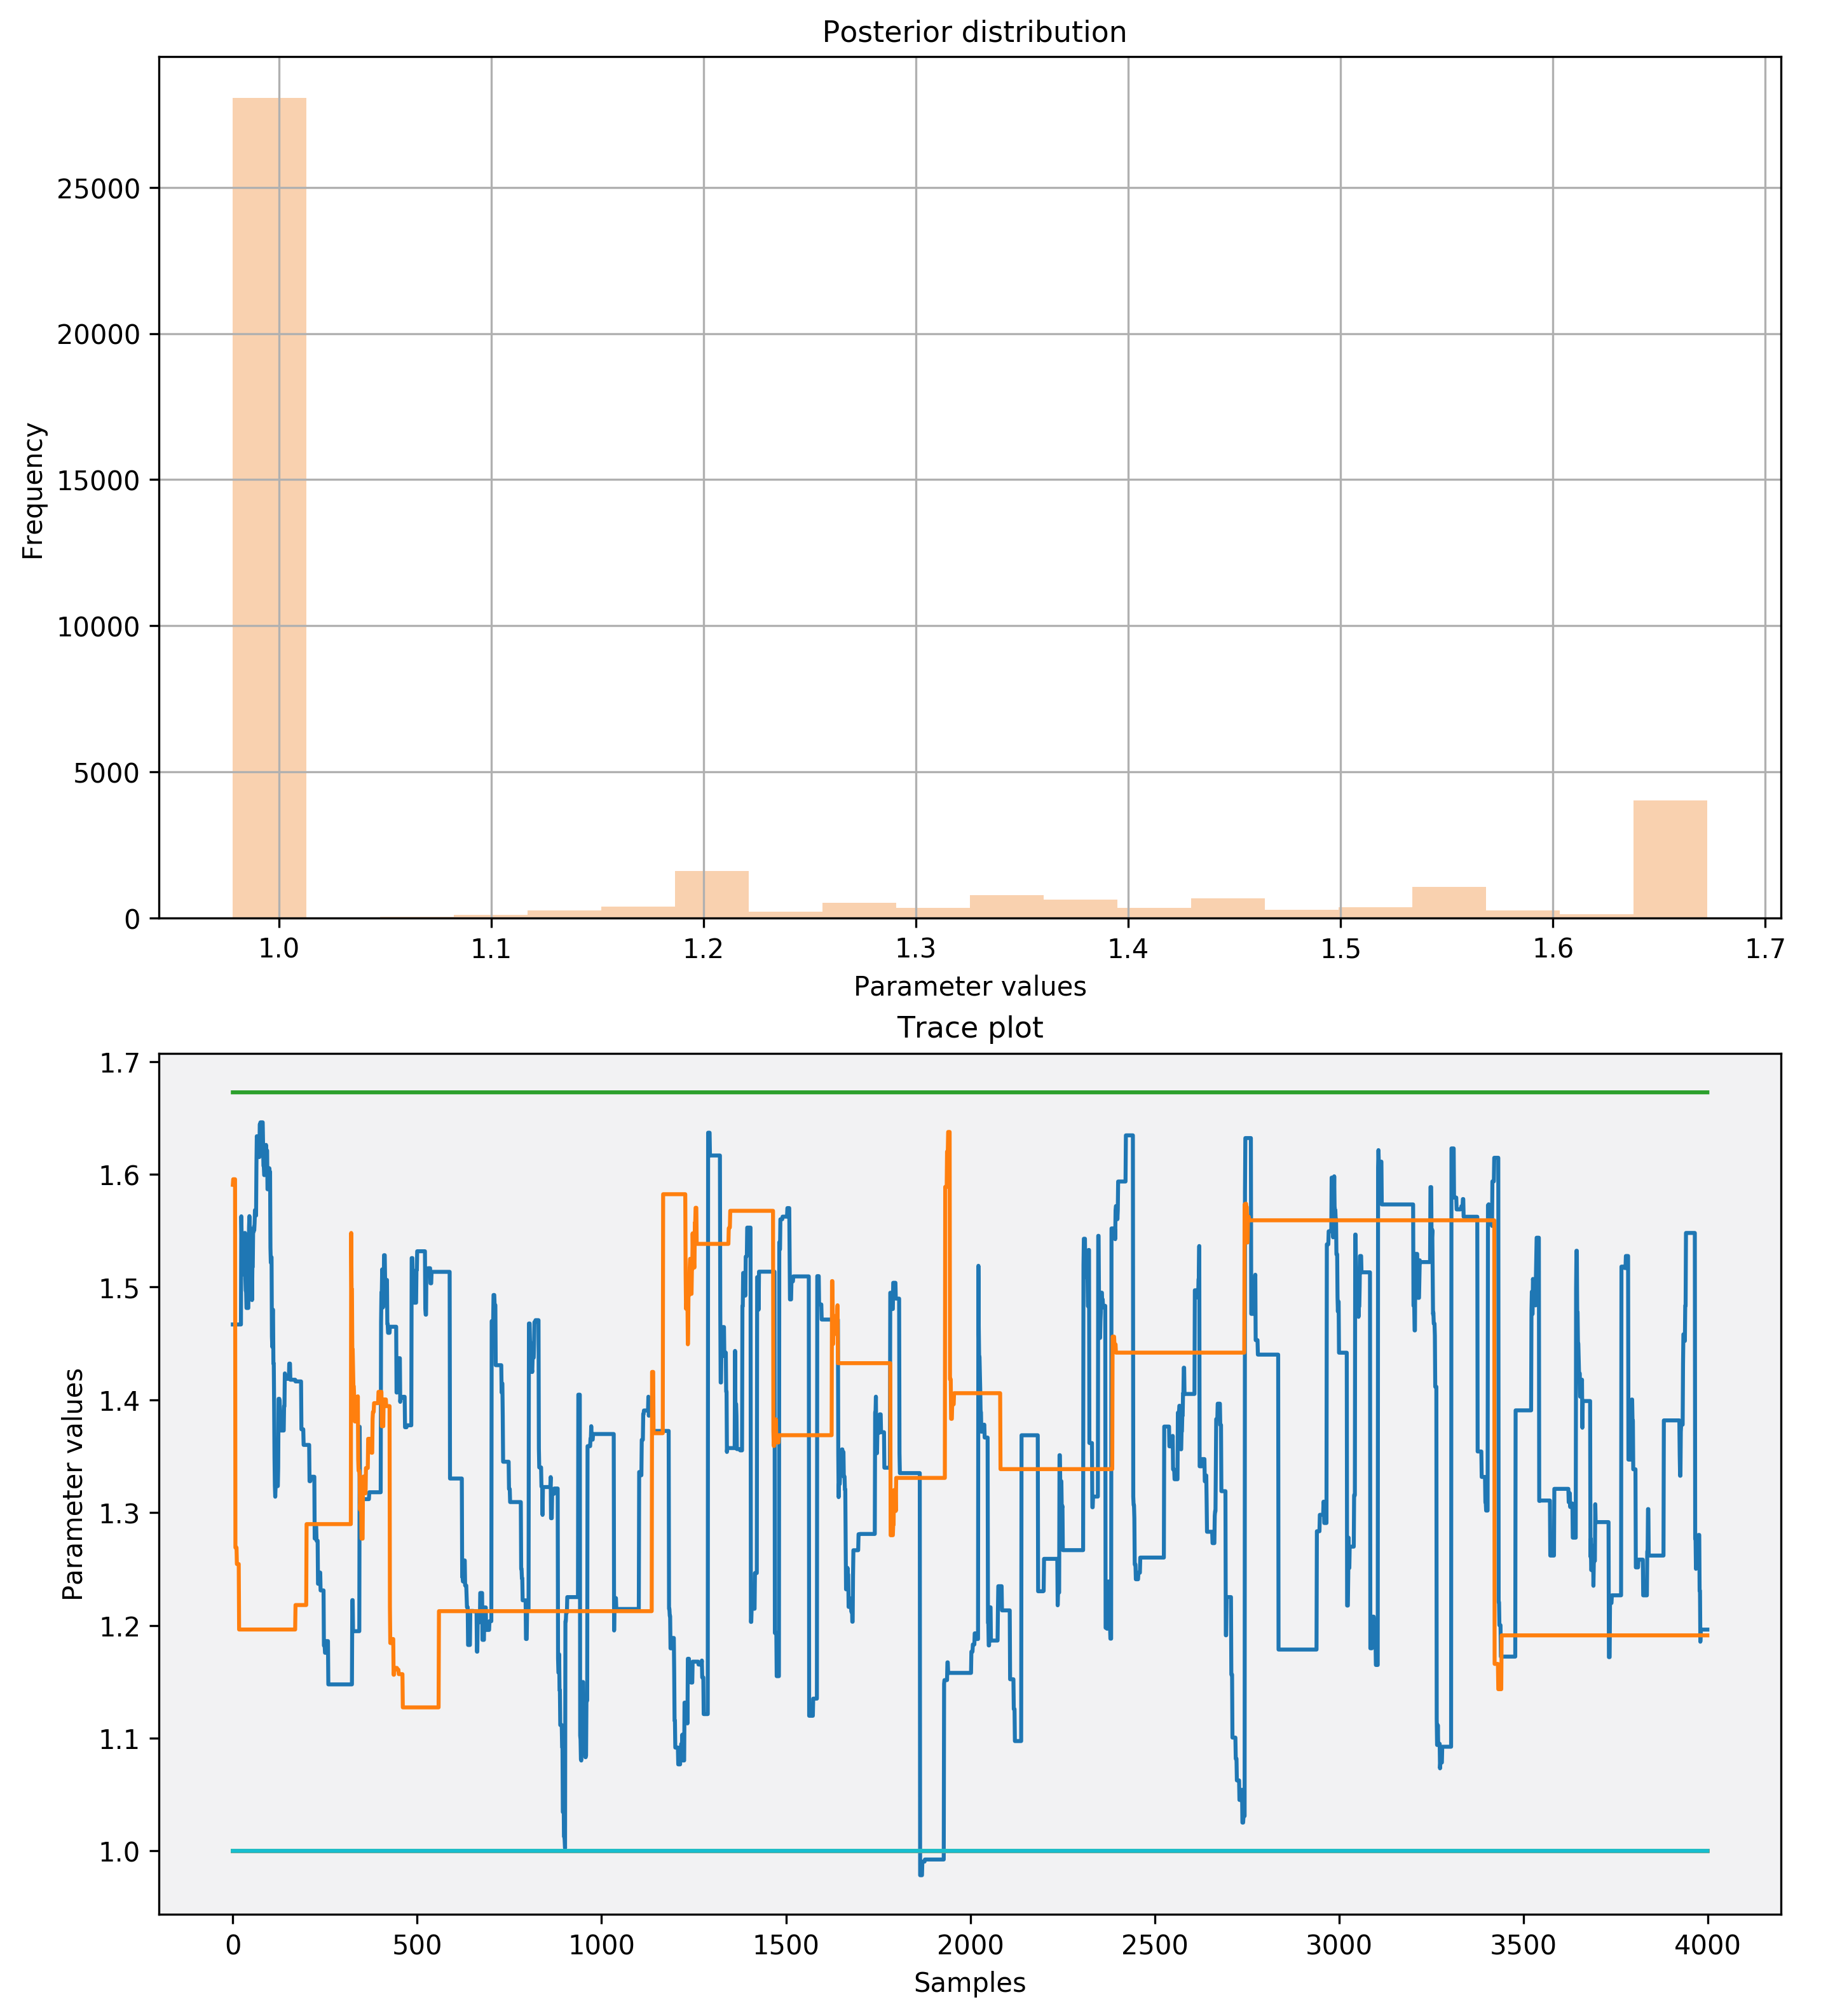 Posterior distribution
Frequency
25000
20000
15000
10000
5000
0
1.0 1.1 1.2 1.3 1.4 1.5 1.6 1.7
Parameter values
Trace plot
Parameter values
1.7
1.6
1.5
1.4
1.3
1.2
1.1
1.0
0 500 1000 1500 2000 2500 3000 3500 4000
Samples